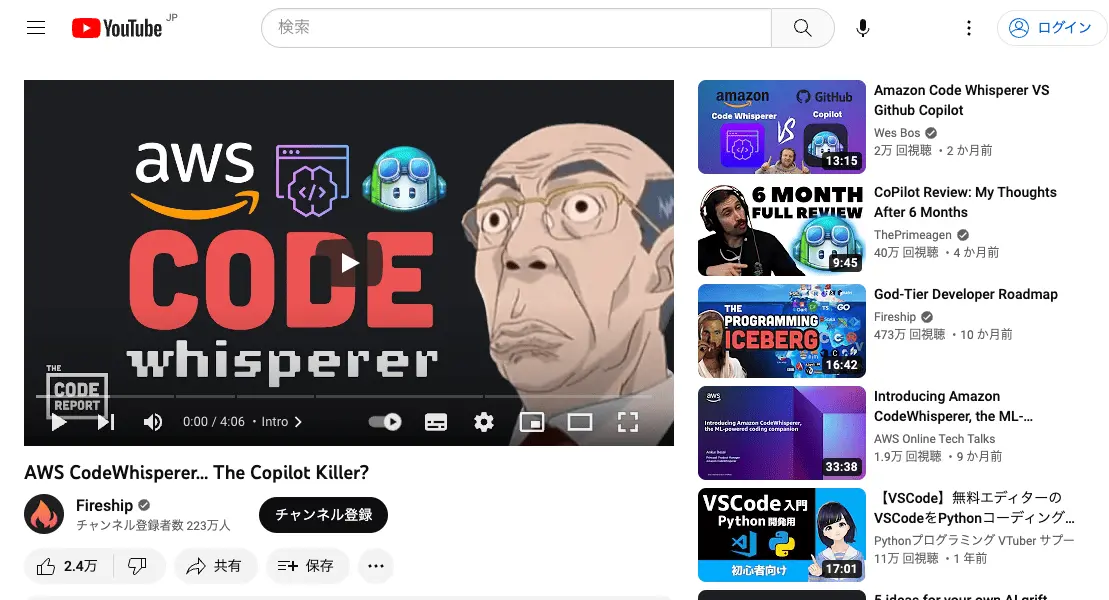 YouTube JP
検索
ログイン
aws
CODE
whisperer
THE
CODE
REPORT
0:00 / 4:06 • Intro
AWS CodeWhisperer... The Copilot Killer?
Fireship
チャンネル登録者数 223万人
チャンネル登録
2.4万
共有
保存
amazon
GitHub
Code Whisperer
VS
Copilot
13:15
Amazon Code Whisperer VS
Github Copilot
Wes Bos
2万 回視聴 ・2 か月前
6 MONTH
FULL REVIEW
9:45
CoPilot Review: My Thoughts
After 6 Months
ThePrimeagen
40万 回視聴 ・4 か月前
THE
PROGRAMMING
ICEBERG
TS
GO
16:42
God-Tier Developer Roadmap
Fireship
473万 回視聴 ・10 か月前
aws
Introducing Amazon CodeWhisperer,
the ML-powered coding companion
33:38
Introducing Amazon
CodeWhisperer, the ML-…
AWS Online Tech Talks
1.9万 回視聴 ・9 か月前
VSCode入門
Python 開発用
初心者向け
17:01
【VSCode】無料エディターの
VSCodeをPythonコーディング…
Pythonプログラミング VTuber サプー
11万 回視聴 ・1 年前
5 ideas for your own AI grift